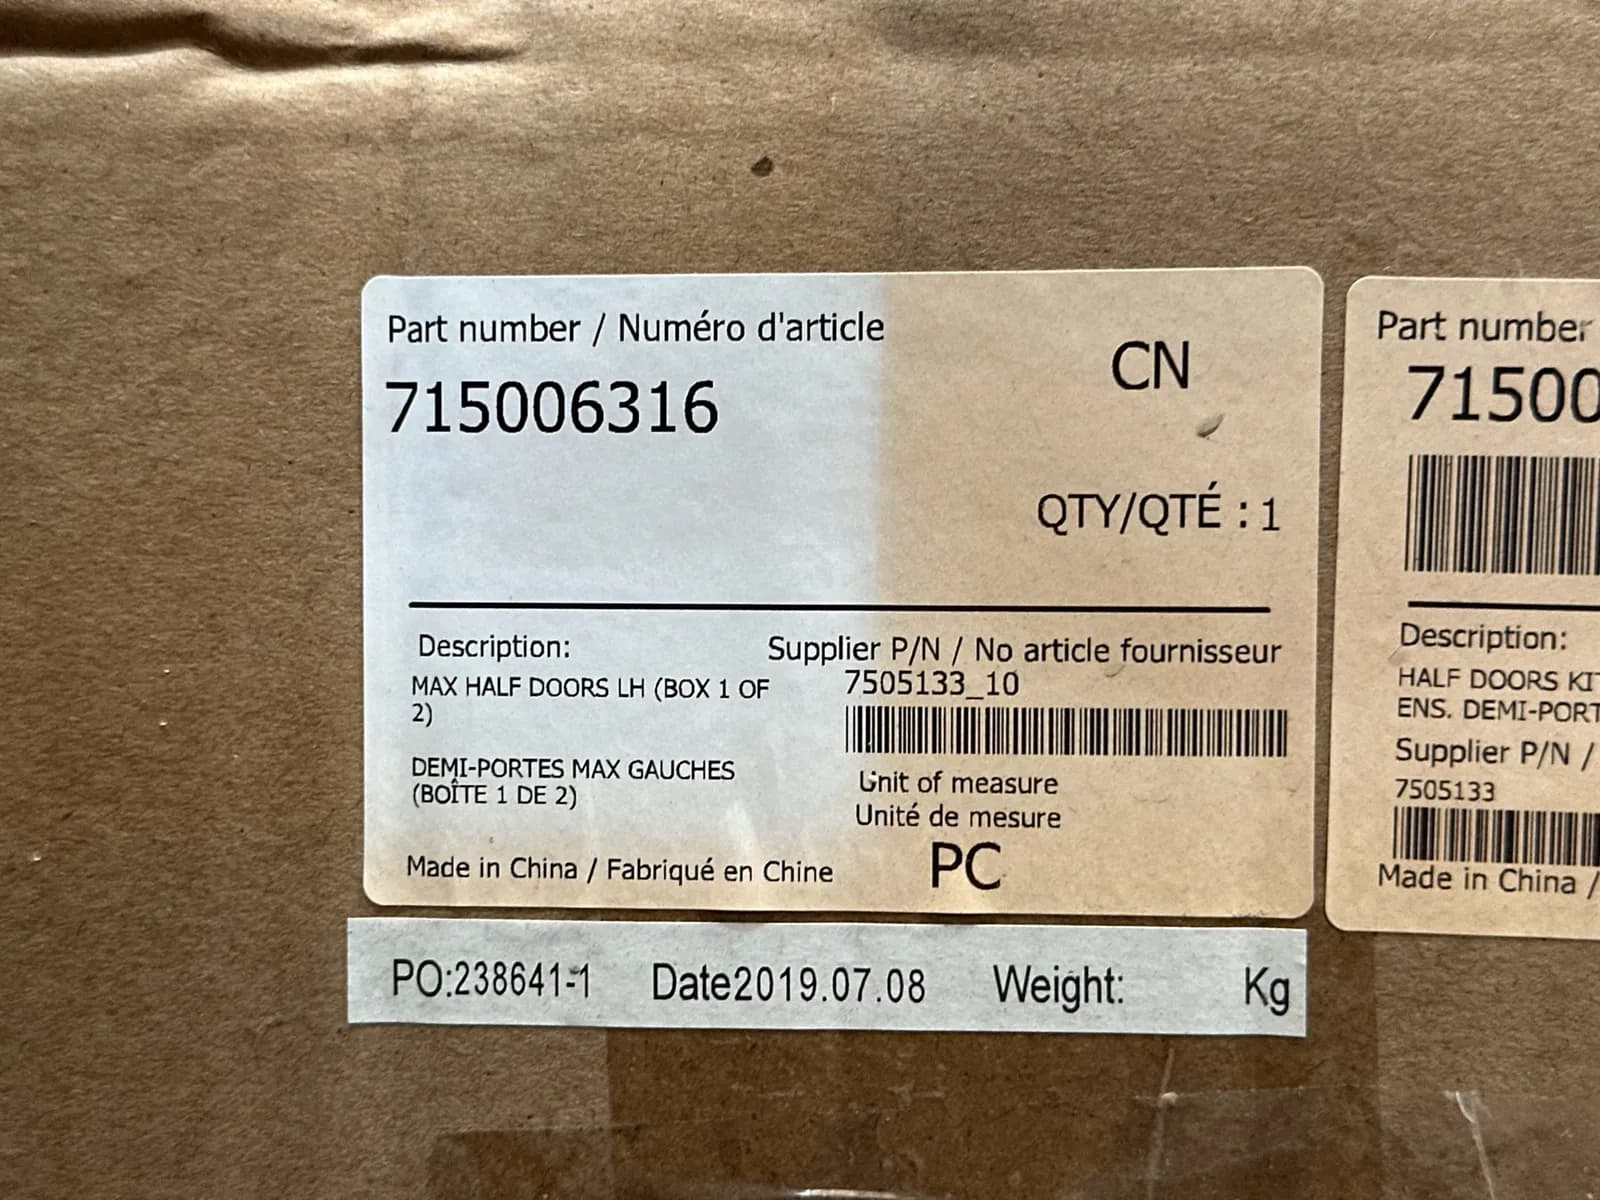 Part number / Numéro d'article
715006316
CN
QTY/QTÉ : 1
Description:
MAX HALF DOORS LH (BOX 1 OF
2)
DEMI-PORTES MAX GAUCHES
(BOÎTE 1 DE 2)
Made in China / Fabriqué en Chine
Supplier P/N / No article fournisseur
7505133_10
Unit of measure
Unité de mesure
PC
PO:238641-1 Date2019.07.08 Weight: Kg
Part number
71500
Description:
HALF DOORS KIT
ENS. DEMI-PORT
Supplier P/N /
7505133
Made in China /